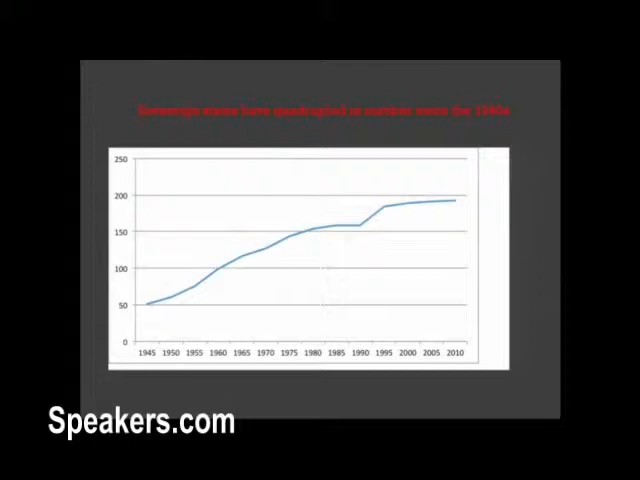 Sovereign states have quadrupled in number since the 1940s
250
200
150
100
50
0
1945 1950 1955 1960 1965 1970 1975 1980 1985 1990 1995 2000 2005 2010
Speakers.com